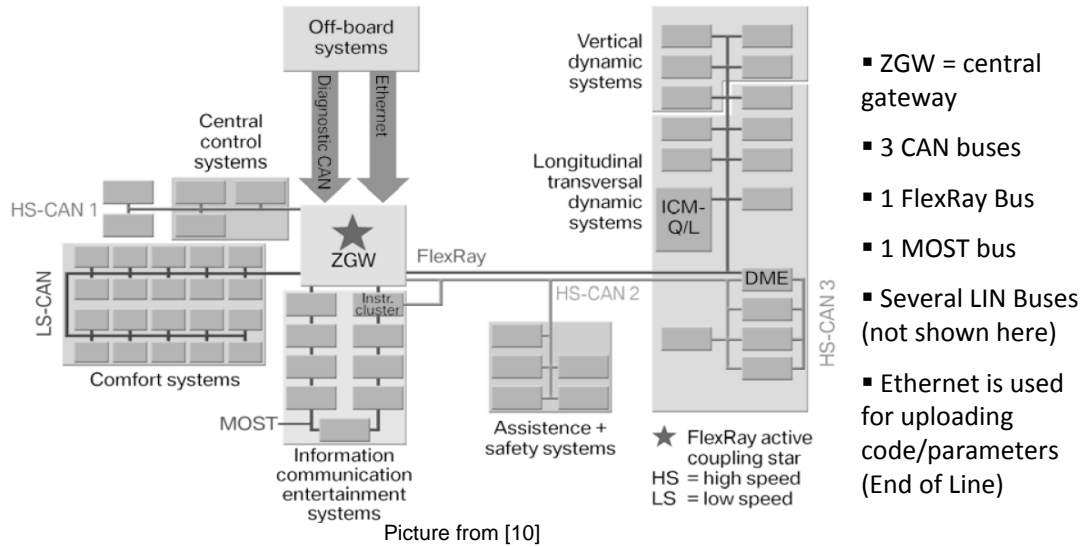 Off-board
systems
Diagnostic CAN
Ethernet
Central
control
systems
HS-CAN 1
ZGW
LS-CAN
Comfort systems
Instr.
cluster
MOST
Information
communication
entertainment
systems
FlexRay
HS-CAN 2
Assistence +
safety systems
Vertical
dynamic
systems
Longitudinal
transversal
dynamic
systems
ICM-
Q/L
DME
HS-CAN 3
★ FlexRay active
coupling star
HS = high speed
LS = low speed
Picture from [10]
▪ ZGW = central
gateway
▪ 3 CAN buses
▪ 1 FlexRay Bus
▪ 1 MOST bus
▪ Several LIN Buses
(not shown here)
▪ Ethernet is used
for uploading
code/parameters
(End of Line)